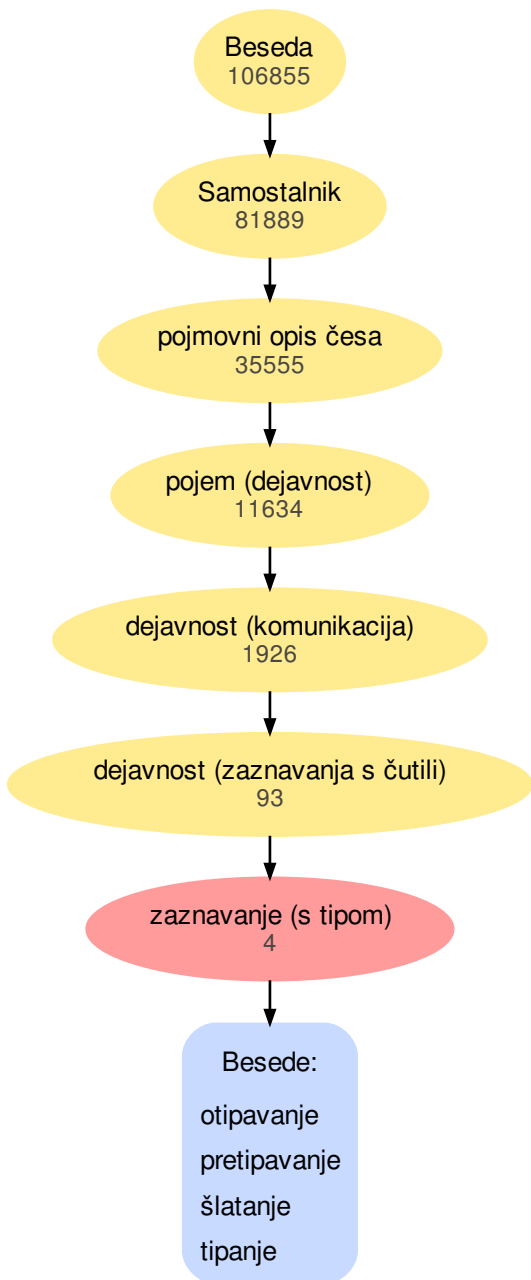 Beseda
106855
Samostalnik
81889
pojmovni opis česa
35555
pojem (dejavnost)
11634
dejavnost (komunikacija)
1926
dejavnost (zaznavanja s čutili)
93
zaznavanje (s tipom)
4
Besede:
otipavanje
pretipavanje
šlatanje
tipanje